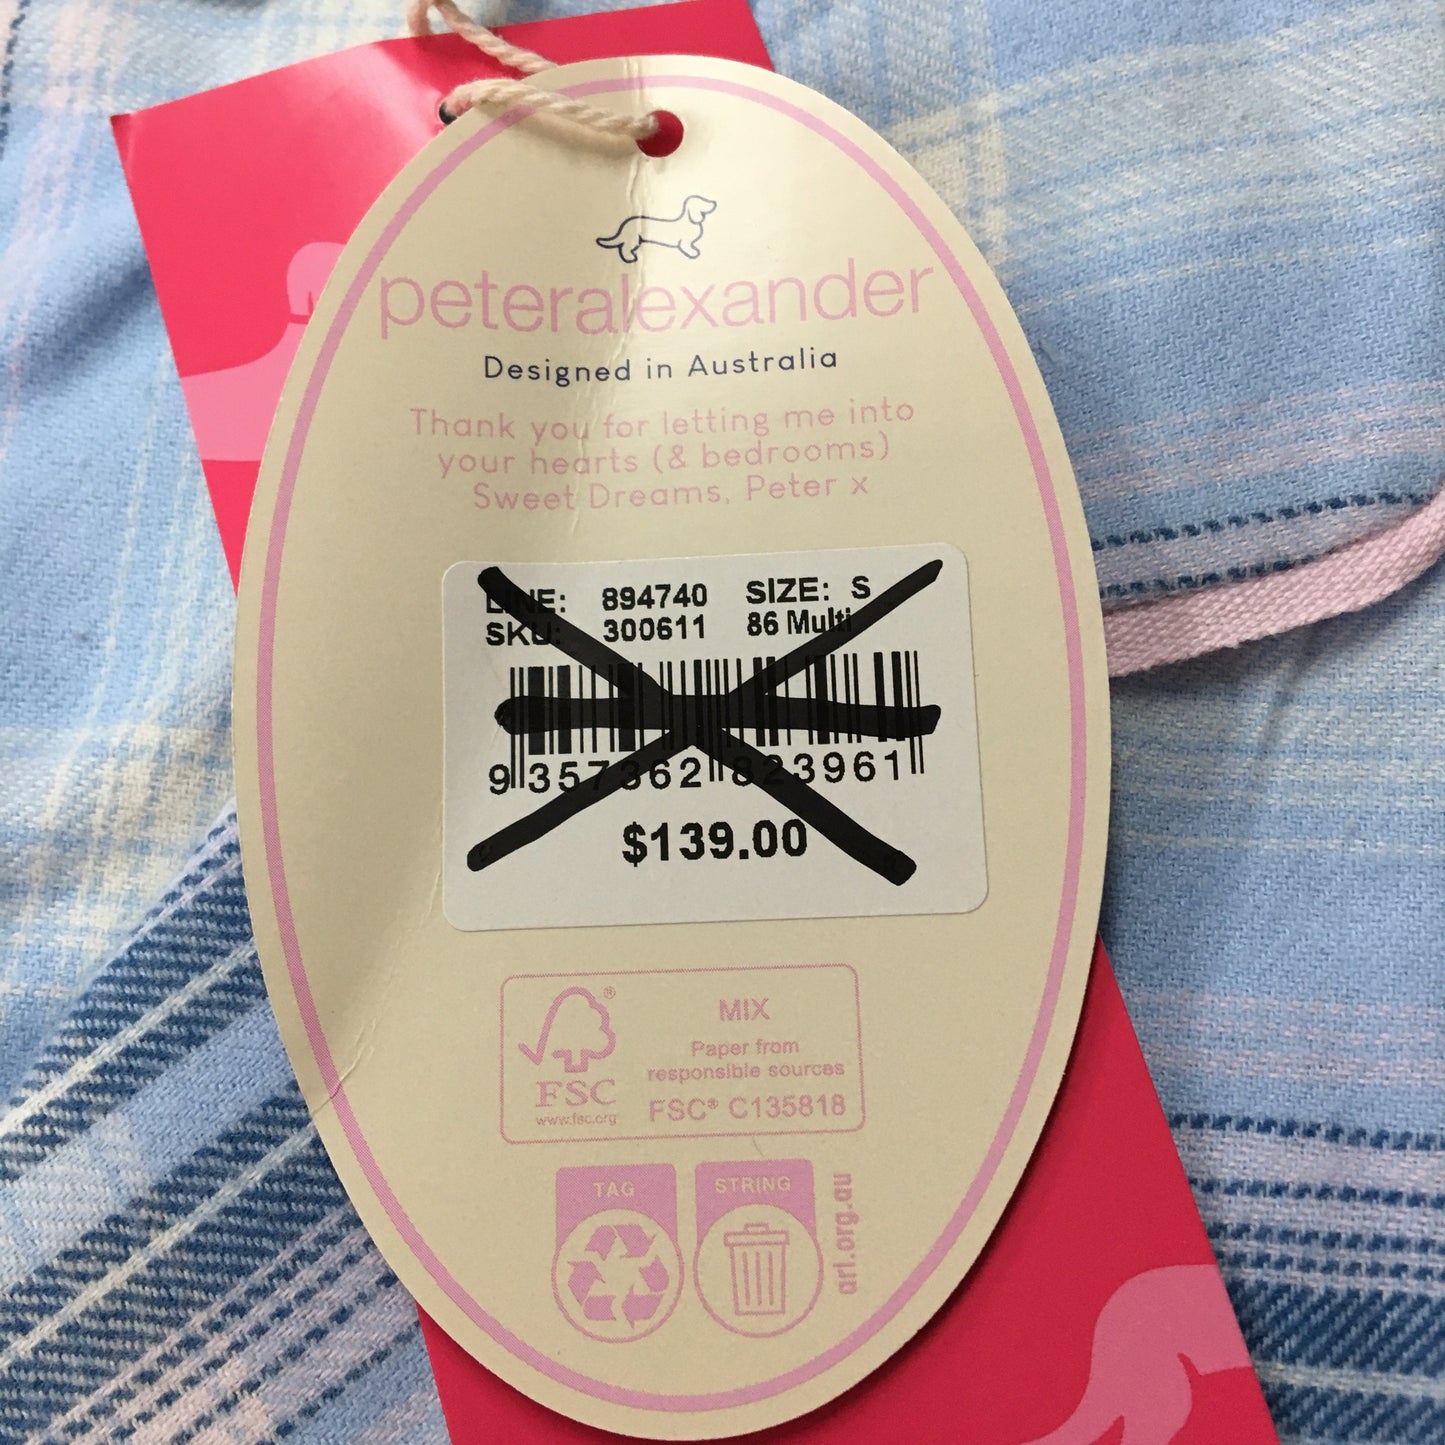 peteralexander
Designed in Australia
Thank you for letting me into
your hearts (& bedrooms)
Sweet Dreams, Peter x
LINE: 894740 SIZE: S
SKU: 300611 86 Multi
9 357362 823961
$139.00
®
FSC
www.fsc.org
MIX
Paper from
responsible sources
FSC® C135818
TAG
STRING
arl.org.au